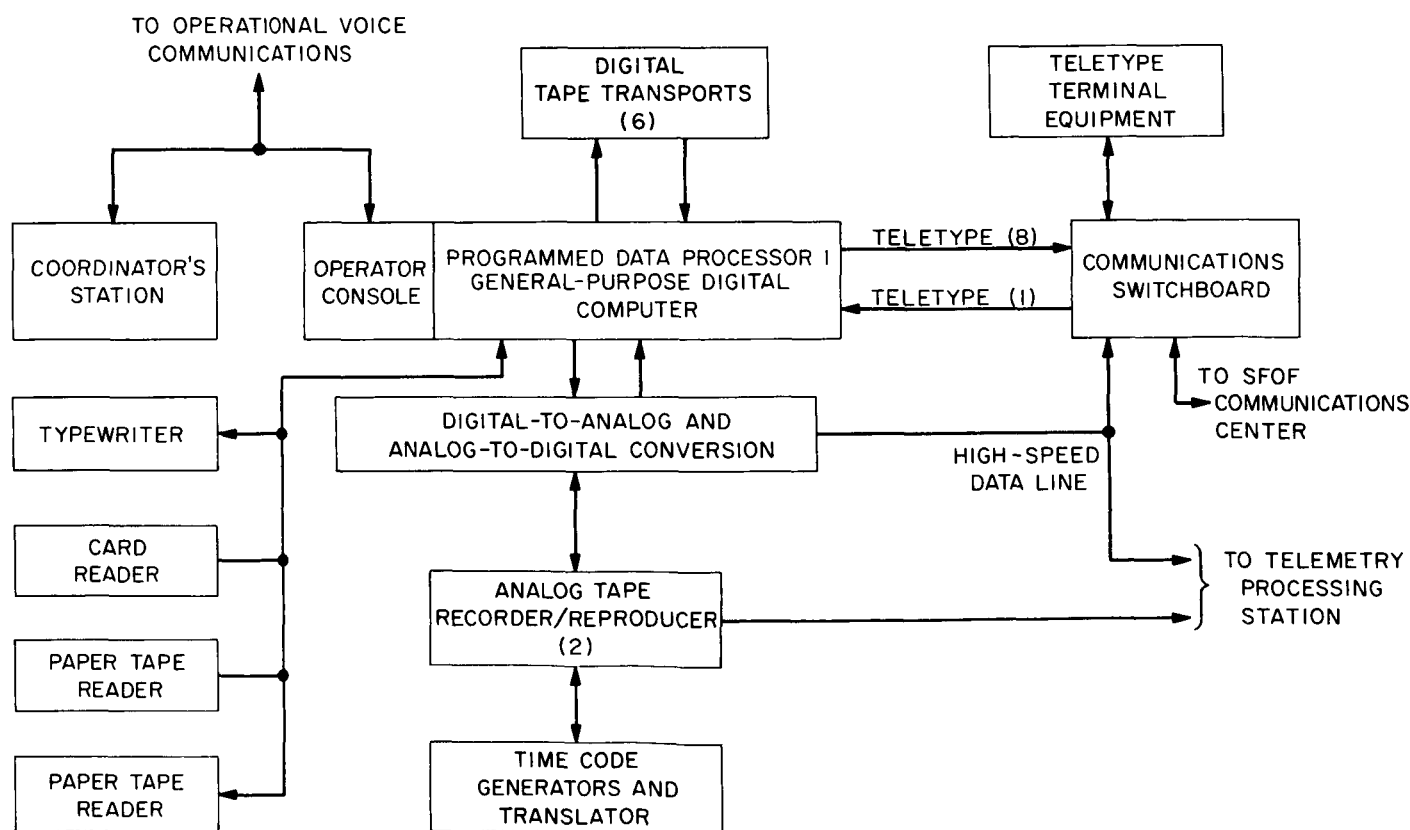 TO OPERATIONAL VOICE
COMMUNICATIONS
DIGITAL
TAPE TRANSPORTS
(6)
TELETYPE
TERMINAL
EQUIPMENT
COORDINATOR'S
STATION
OPERATOR
CONSOLE
PROGRAMMED DATA PROCESSOR 1
GENERAL-PURPOSE DIGITAL
COMPUTER
TELETYPE (8)
TELETYPE (1)
COMMUNICATIONS
SWITCHBOARD
TO SFOF
COMMUNICATIONS
CENTER
TYPEWRITER
DIGITAL-TO-ANALOG AND
ANALOG-TO-DIGITAL CONVERSION
HIGH-SPEED
DATA LINE
CARD
READER
ANALOG TAPE
RECORDER/REPRODUCER
(2)
TO TELEMETRY
PROCESSING
STATION
PAPER TAPE
READER
PAPER TAPE
READER
TIME CODE
GENERATORS AND
TRANSLATOR